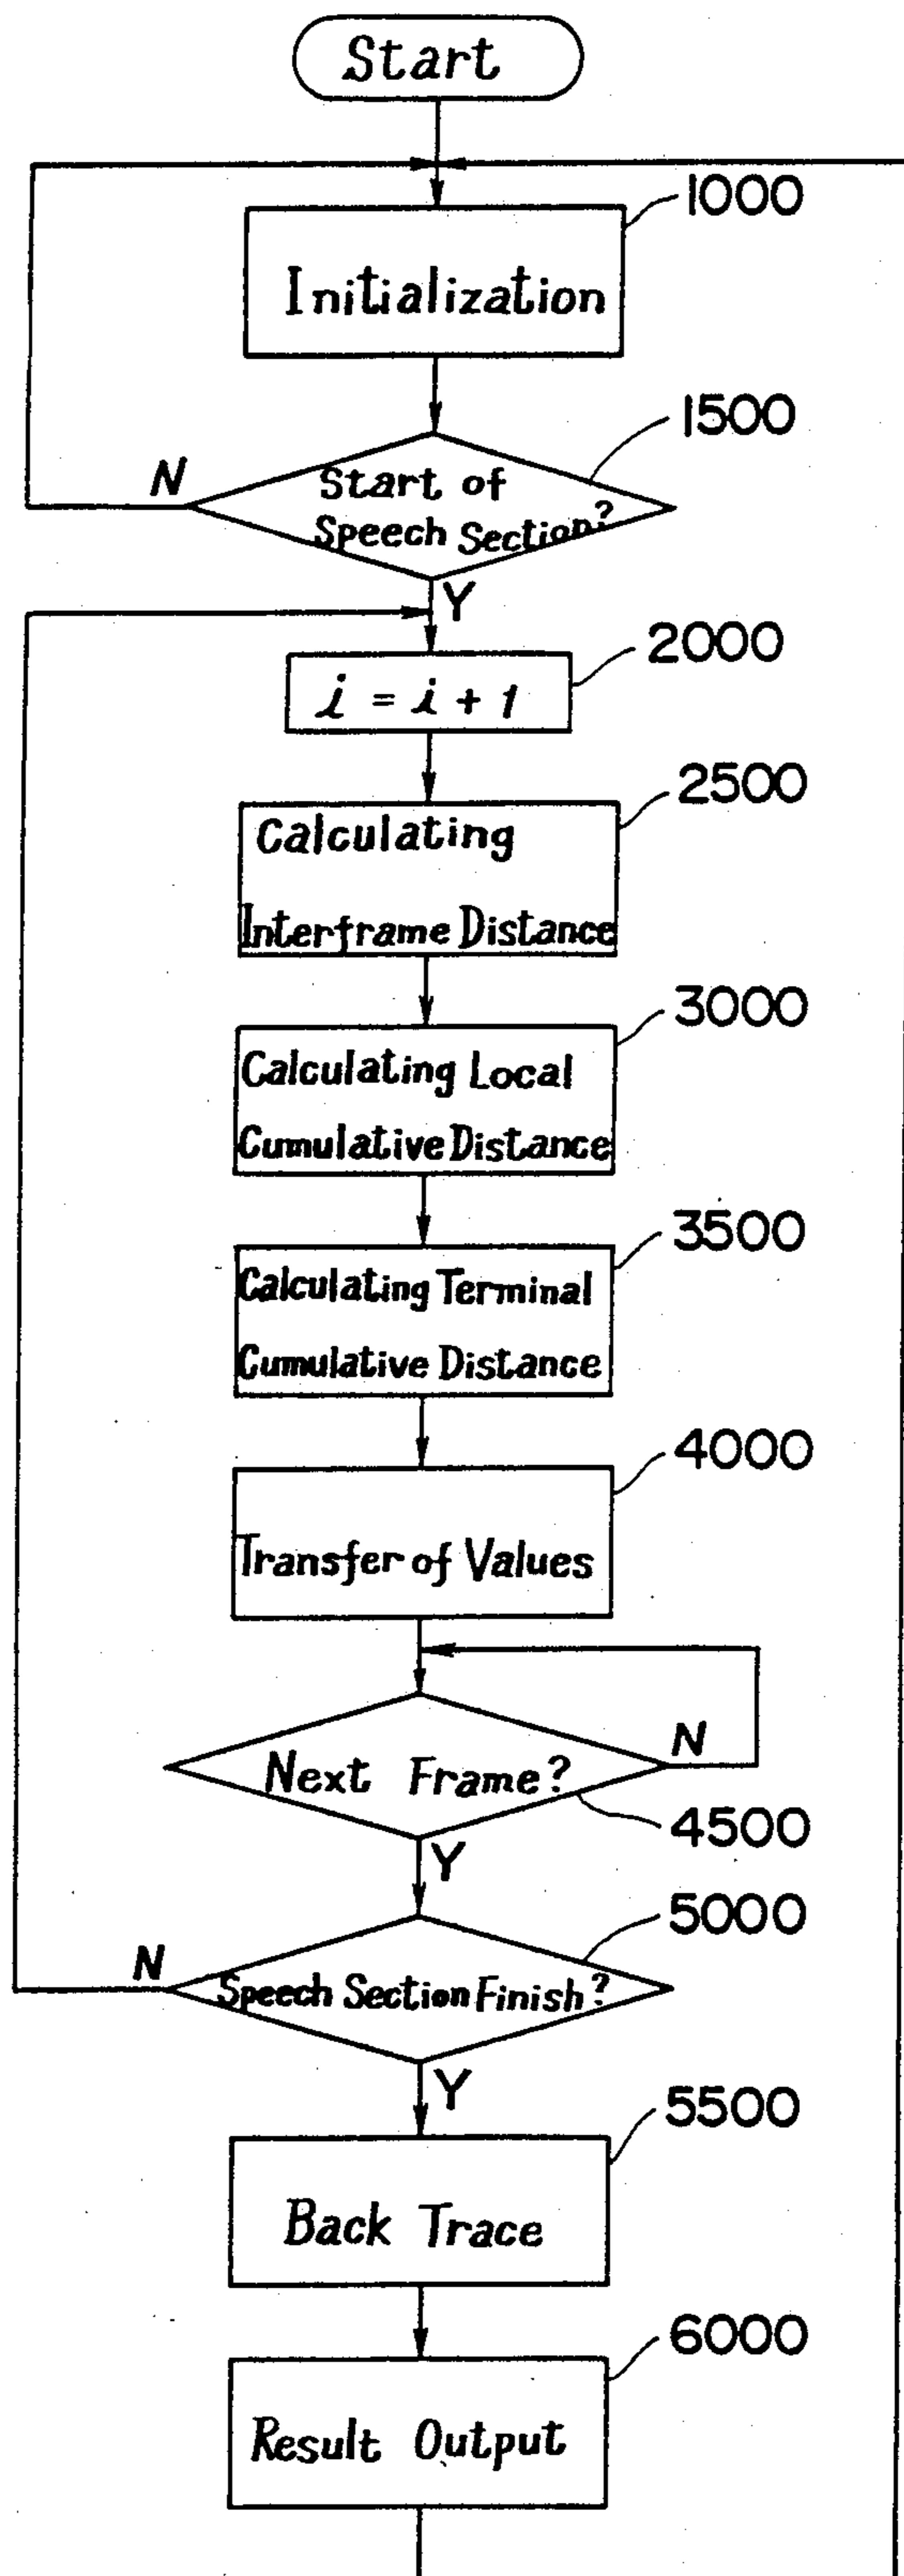 Start
1000
Initialization
1500
N
Start of
Speech Section?
Y
2000
i = i + 1
2500
Calculating
Interframe Distance
3000
Calculating Local
Cumulative Distance
3500
Calculating Terminal
Cumulative Distance
4000
Transfer of Values
N
Next Frame?
4500
Y
5000
N
Speech Section Finish?
Y
5500
Back Trace
6000
Result Output